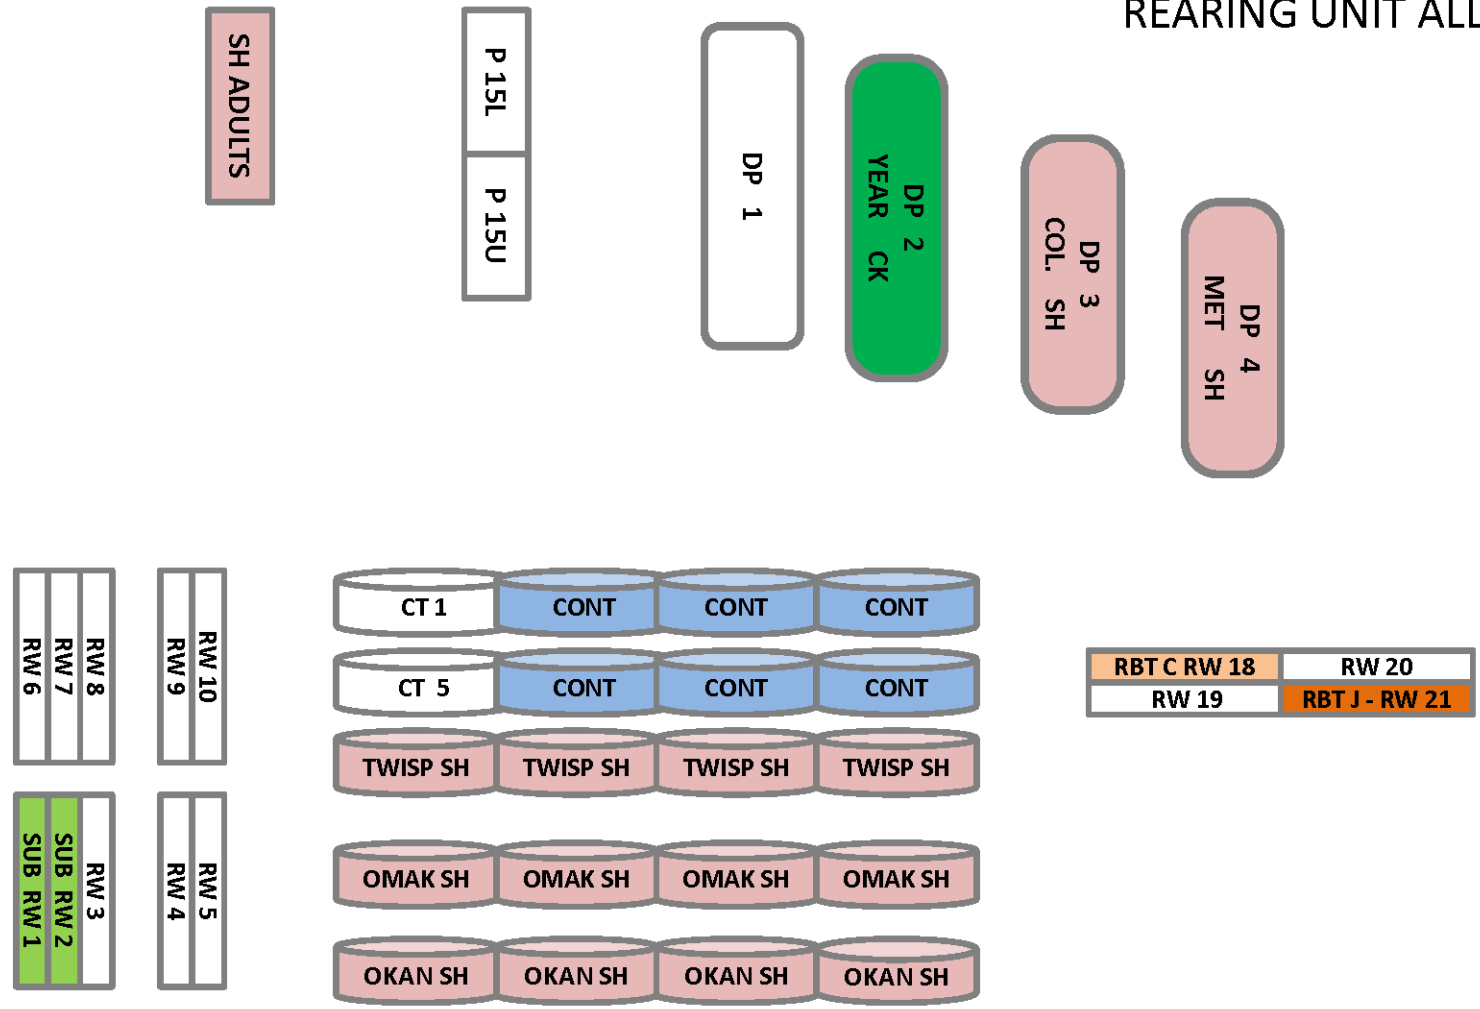 REARING UNIT ALL
SH ADULTS
P 15L
P 15U
DP 1
DP 2
YEAR CK
DP 3
COL. SH
DP 4
MET SH
RW 6
RW 7
RW 8
RW 9
RW 10
CT 1
CONT
CONT
CONT
CT 5
CONT
CONT
CONT
TWISP SH
TWISP SH
TWISP SH
TWISP SH
RBT C RW 18
RW 20
RW 19
RBT J - RW 21
SUB RW 1
SUB RW 2
RW 3
RW 4
RW 5
OMAK SH
OMAK SH
OMAK SH
OMAK SH
OKAN SH
OKAN SH
OKAN SH
OKAN SH